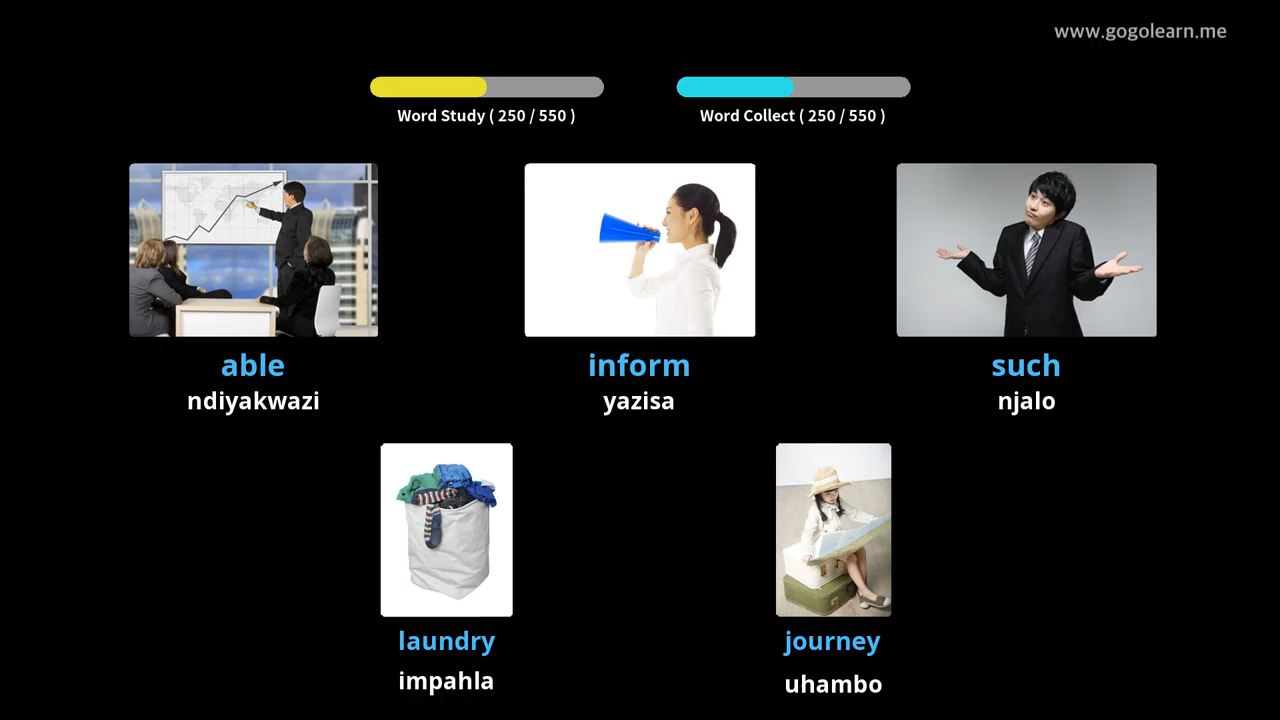 www.gogolearn.me
Word Study ( 250 / 550 )
Word Collect ( 250 / 550 )
able
ndiyakwazi
inform
yazisa
such
njalo
laundry
impahla
journey
uhambo